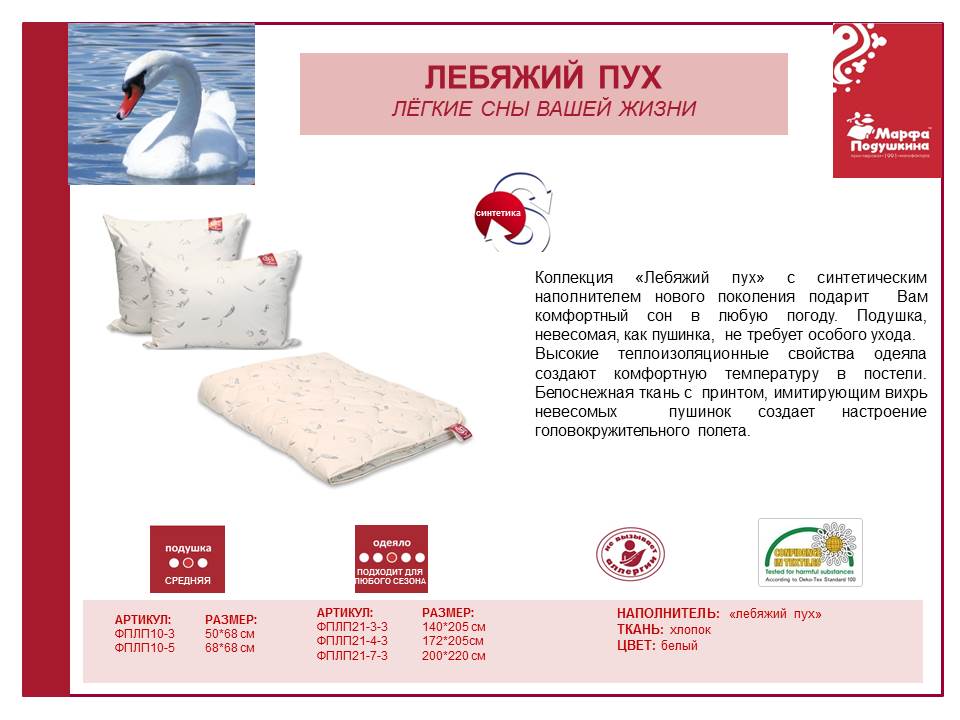 ЛЕБЯЖИЙ ПУХ
ЛЁГКИЕ СНЫ ВАШЕЙ ЖИЗНИ
Марфа
Подушкина
синтетика
Коллекция «Лебяжий пух» с синтетическим
наполнителем нового поколения подарит Вам
комфортный сон в любую погоду. Подушка,
невесомая, как пушинка, не требует особого ухода.
Высокие теплоизоляционные свойства одеяла
создают комфортную температуру в постели.
Белоснежная ткань с принтом, имитирующим вихрь
невесомых пушинок создает настроение
головокружительного полета.
подушка
СРЕДНЯЯ
одеяло
ПОДХОДИТ ДЛЯ
ЛЮБОГО СЕЗОНА
не вызывает
аллергии
CONFIDENCE
IN TEXTILES
Tested for harmful substances
According to Oeko-Tex Standard 100
АРТИКУЛ: РАЗМЕР:
ФПЛП10-3 50*68 см
ФПЛП10-5 68*68 см
АРТИКУЛ: РАЗМЕР:
ФПЛП21-3-3 140*205 см
ФПЛП21-4-3 172*205см
ФПЛП21-7-3 200*220 см
НАПОЛНИТЕЛЬ: «лебяжий пух»
ТКАНЬ: хлопок
ЦВЕТ: белый